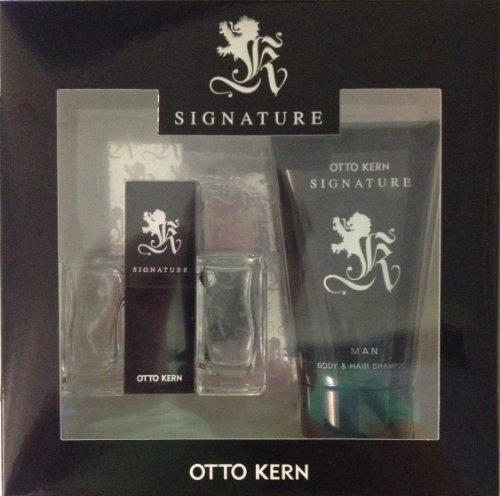 K
SIGNATURE
K
SIGNATURE
OTTO KERN
OTTO KERN
SIGNATURE
K
MAN
BODY & HAIR SHAMPOO
OTTO KERN